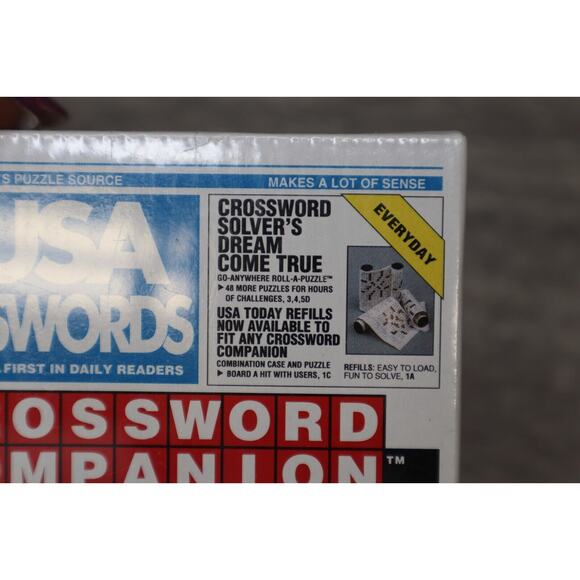 S PUZZLE SOURCE
MAKES A LOT OF SENSE
USA
SWORDS
FIRST IN DAILY READERS
CROSSWORD
SOLVER'S
DREAM
COME TRUE
GO-ANYWHERE ROLL-A-PUZZLE™
▶ 48 MORE PUZZLES FOR HOURS
OF CHALLENGES, 3,4,5D
USA TODAY REFILLS
NOW AVAILABLE TO
FIT ANY CROSSWORD
COMPANION
COMBINATION CASE AND PUZZLE
▶ BOARD A HIT WITH USERS, 1C
EVERYDAY
REFILLS: EASY TO LOAD,
FUN TO SOLVE, 1A
OSSWORD
OMPANION™